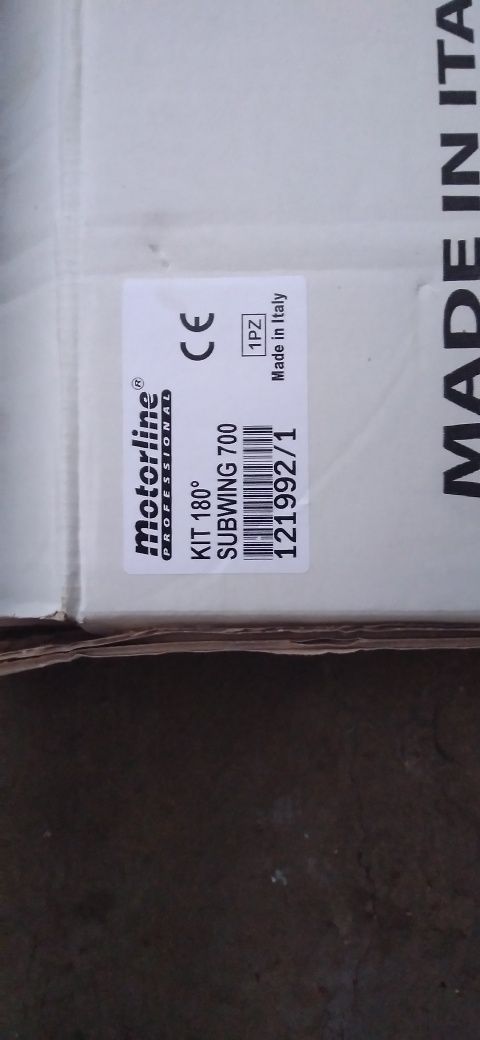 motorline®
PROFESSIONAL
KIT 180°
SUBWING 700
121992/1
CE
1PZ
Made in Italy
MADE IN ITA